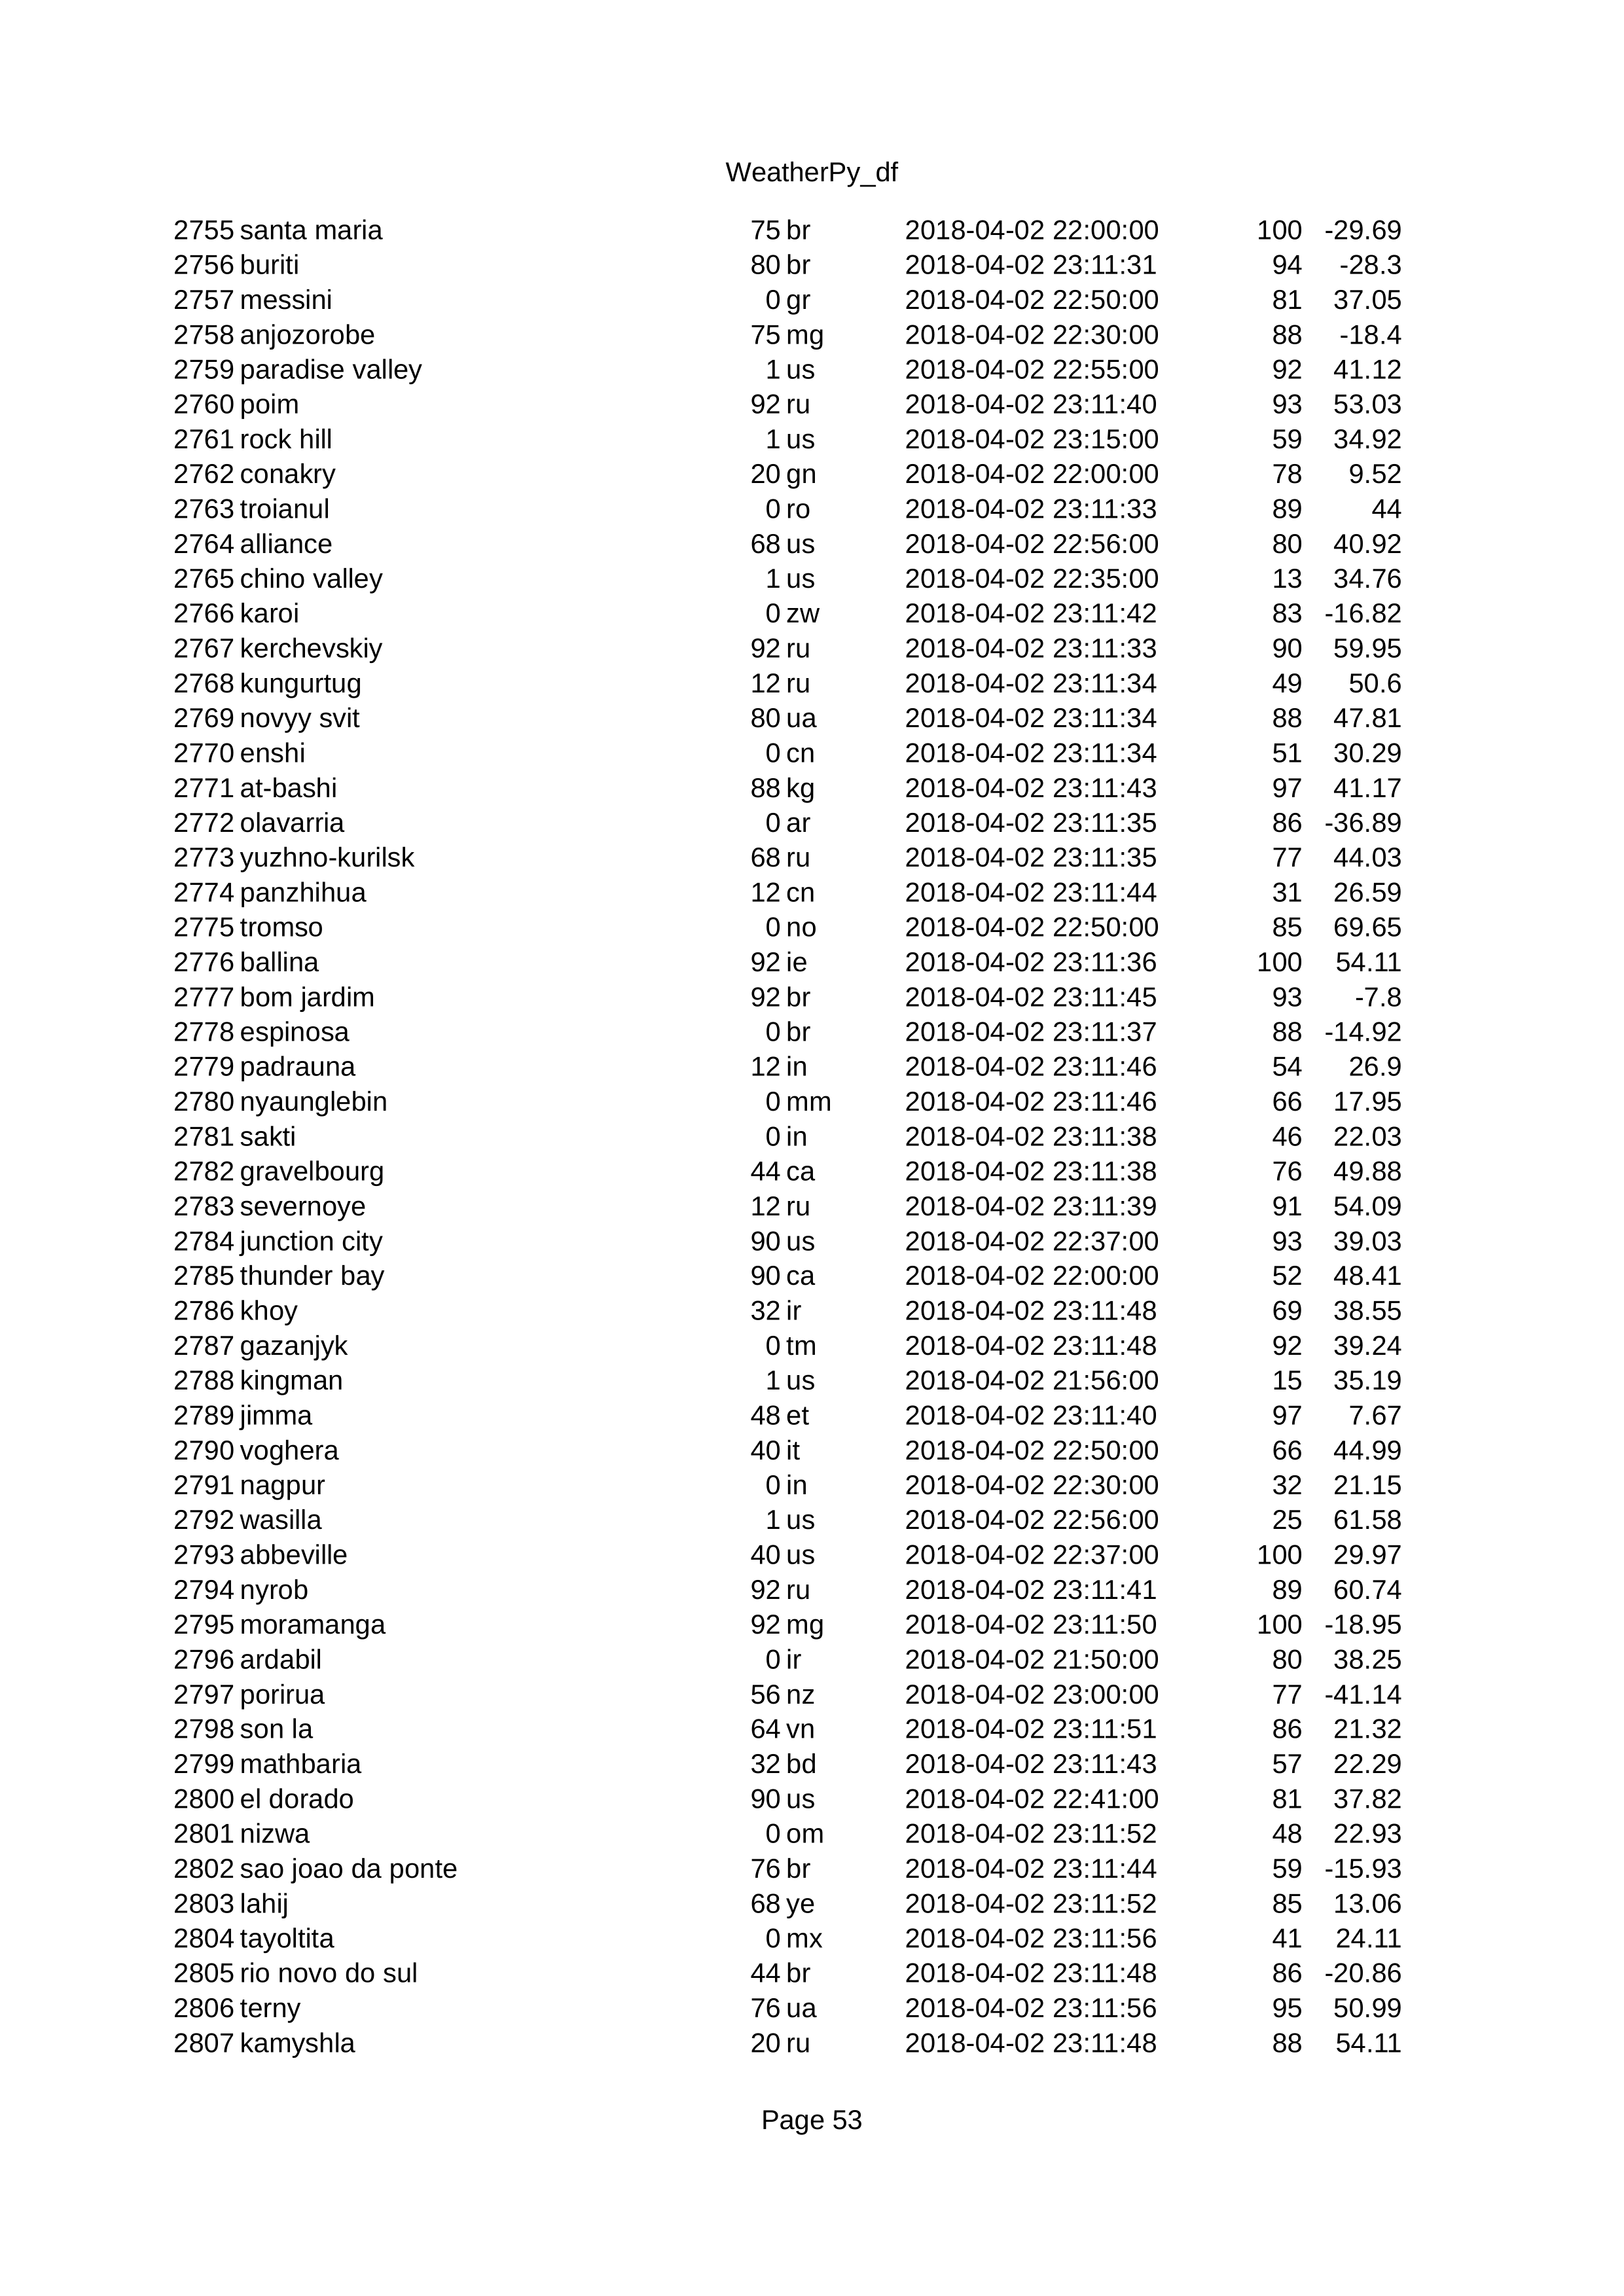 WeatherPy_df
2755 santa maria 75 br 2018-04-02 22:00:00 100 -29.69
2756 buriti 80 br 2018-04-02 23:11:31 94 -28.3
2757 messini 0 gr 2018-04-02 22:50:00 81 37.05
2758 anjozorobe 75 mg 2018-04-02 22:30:00 88 -18.4
2759 paradise valley 1 us 2018-04-02 22:55:00 92 41.12
2760 poim 92 ru 2018-04-02 23:11:40 93 53.03
2761 rock hill 1 us 2018-04-02 23:15:00 59 34.92
2762 conakry 20 gn 2018-04-02 22:00:00 78 9.52
2763 troianul 0 ro 2018-04-02 23:11:33 89 44
2764 alliance 68 us 2018-04-02 22:56:00 80 40.92
2765 chino valley 1 us 2018-04-02 22:35:00 13 34.76
2766 karoi 0 zw 2018-04-02 23:11:42 83 -16.82
2767 kerchevskiy 92 ru 2018-04-02 23:11:33 90 59.95
2768 kungurtug 12 ru 2018-04-02 23:11:34 49 50.6
2769 novyy svit 80 ua 2018-04-02 23:11:34 88 47.81
2770 enshi 0 cn 2018-04-02 23:11:34 51 30.29
2771 at-bashi 88 kg 2018-04-02 23:11:43 97 41.17
2772 olavarria 0 ar 2018-04-02 23:11:35 86 -36.89
2773 yuzhno-kurilsk 68 ru 2018-04-02 23:11:35 77 44.03
2774 panzhihua 12 cn 2018-04-02 23:11:44 31 26.59
2775 tromso 0 no 2018-04-02 22:50:00 85 69.65
2776 ballina 92 ie 2018-04-02 23:11:36 100 54.11
2777 bom jardim 92 br 2018-04-02 23:11:45 93 -7.8
2778 espinosa 0 br 2018-04-02 23:11:37 88 -14.92
2779 padrauna 12 in 2018-04-02 23:11:46 54 26.9
2780 nyaunglebin 0 mm 2018-04-02 23:11:46 66 17.95
2781 sakti 0 in 2018-04-02 23:11:38 46 22.03
2782 gravelbourg 44 ca 2018-04-02 23:11:38 76 49.88
2783 severnoye 12 ru 2018-04-02 23:11:39 91 54.09
2784 junction city 90 us 2018-04-02 22:37:00 93 39.03
2785 thunder bay 90 ca 2018-04-02 22:00:00 52 48.41
2786 khoy 32 ir 2018-04-02 23:11:48 69 38.55
2787 gazanjyk 0 tm 2018-04-02 23:11:48 92 39.24
2788 kingman 1 us 2018-04-02 21:56:00 15 35.19
2789 jimma 48 et 2018-04-02 23:11:40 97 7.67
2790 voghera 40 it 2018-04-02 22:50:00 66 44.99
2791 nagpur 0 in 2018-04-02 22:30:00 32 21.15
2792 wasilla 1 us 2018-04-02 22:56:00 25 61.58
2793 abbeville 40 us 2018-04-02 22:37:00 100 29.97
2794 nyrob 92 ru 2018-04-02 23:11:41 89 60.74
2795 moramanga 92 mg 2018-04-02 23:11:50 100 -18.95
2796 ardabil 0 ir 2018-04-02 21:50:00 80 38.25
2797 porirua 56 nz 2018-04-02 23:00:00 77 -41.14
2798 son la 64 vn 2018-04-02 23:11:51 86 21.32
2799 mathbaria 32 bd 2018-04-02 23:11:43 57 22.29
2800 el dorado 90 us 2018-04-02 22:41:00 81 37.82
2801 nizwa 0 om 2018-04-02 23:11:52 48 22.93
2802 sao joao da ponte 76 br 2018-04-02 23:11:44 59 -15.93
2803 lahij 68 ye 2018-04-02 23:11:52 85 13.06
2804 tayoltita 0 mx 2018-04-02 23:11:56 41 24.11
2805 rio novo do sul 44 br 2018-04-02 23:11:48 86 -20.86
2806 terny 76 ua 2018-04-02 23:11:56 95 50.99
2807 kamyshla 20 ru 2018-04-02 23:11:48 88 54.11
Page 53